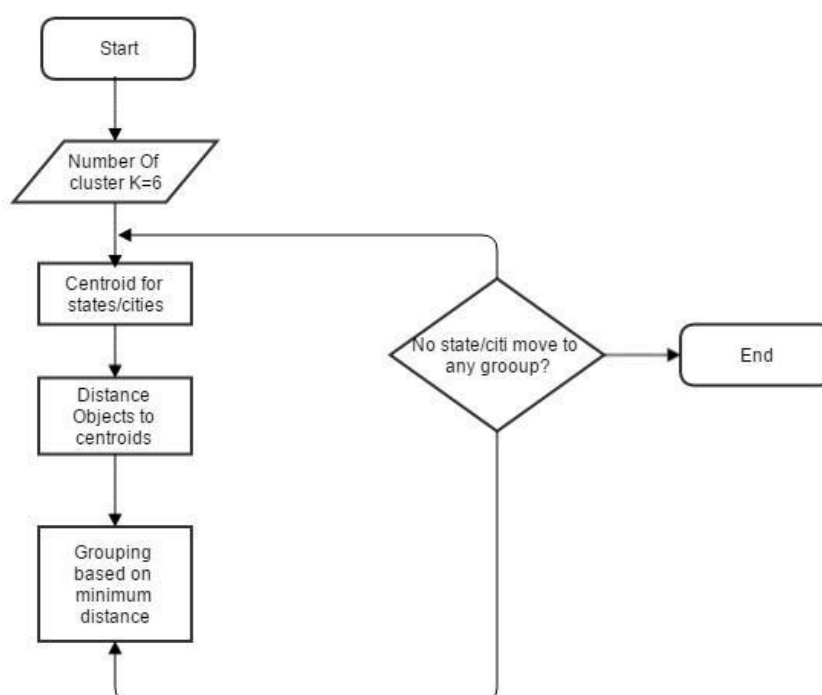 Start
Number Of
cluster K=6
Centroid for
states/cities
Distance
Objects to
centroids
Grouping
based on
minimum
distance
No state/citi move to
any grooup?
End